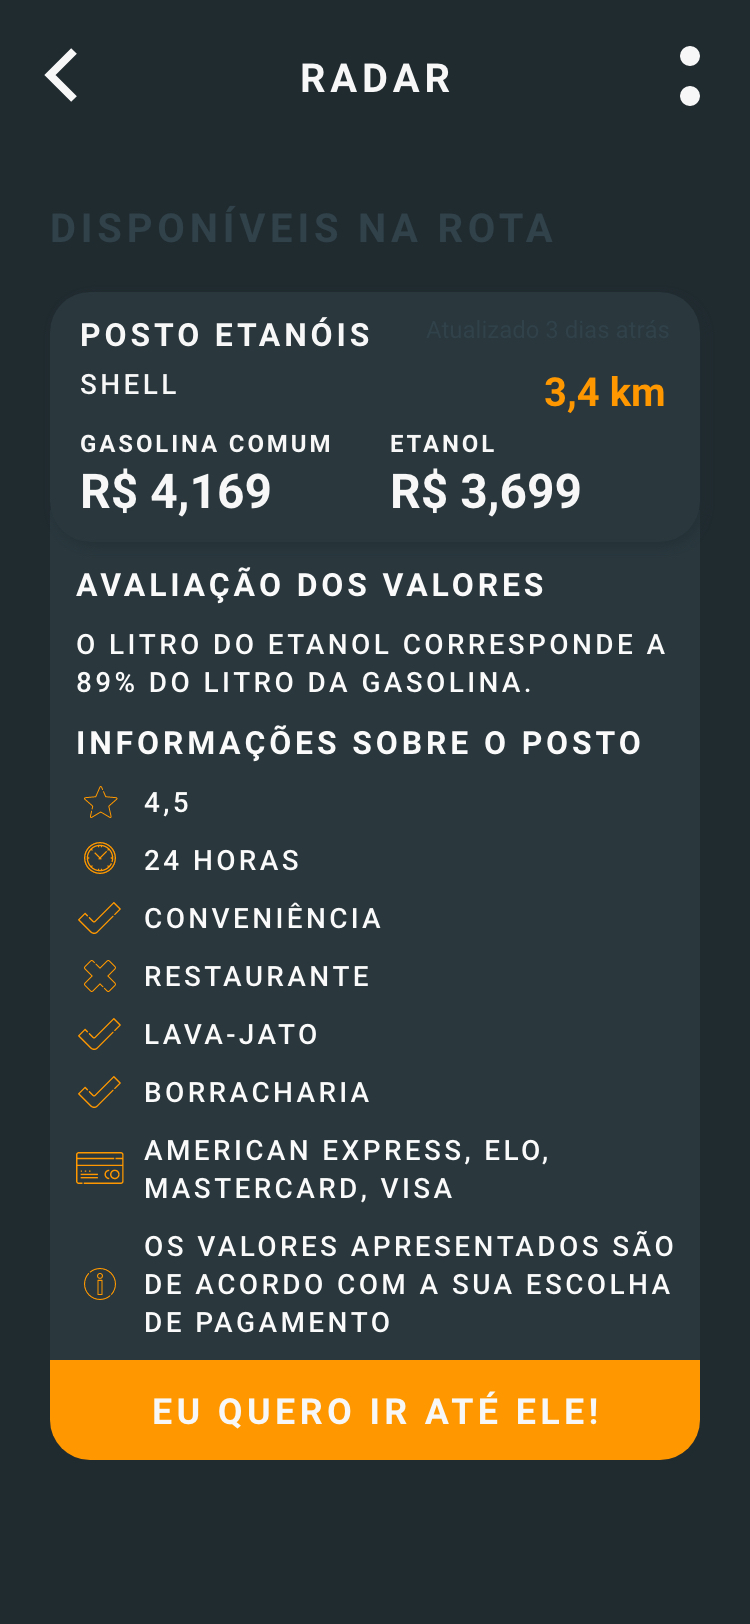 RADAR
DISPONÍVEIS NA ROTA
POSTO ETANÓIS
Atualizado 3 dias atrás
SHELL
3,4 km
GASOLINA COMUM
ETANOL
R$ 4,169
R$ 3,699
AVALIAÇÃO DOS VALORES
O LITRO DO ETANOL CORRESPONDE A
89% DO LITRO DA GASOLINA.
INFORMAÇÕES SOBRE O POSTO
4,5
24 HORAS
CONVENIÊNCIA
RESTAURANTE
LAVA-JATO
BORRACHARIA
AMERICAN EXPRESS, ELO,
MASTERCARD, VISA
OS VALORES APRESENTADOS SÃO
DE ACORDO COM A SUA ESCOLHA
DE PAGAMENTO
EU QUERO IR ATÉ ELE!